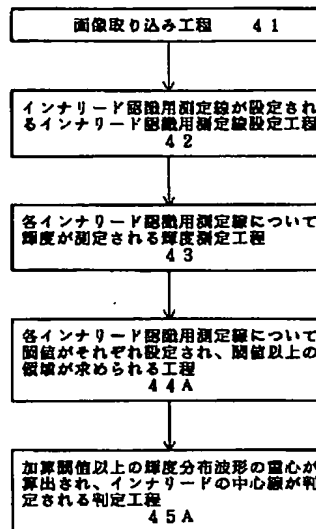 画像取り込み工程 41
インナリード認識用測定線が設定され
るインナリード認識用測定線設定工程
42
各インナリード認識用測定線について
輝度が測定される輝度測定工程
43
各インナリード認識用測定線について
閾値がそれぞれ設定され、閾値以上の
領域が求められる工程
44A
加算閾値以上の輝度分布波形の重心が
算出され、インナリードの中心線が判
定される判定工程
45A